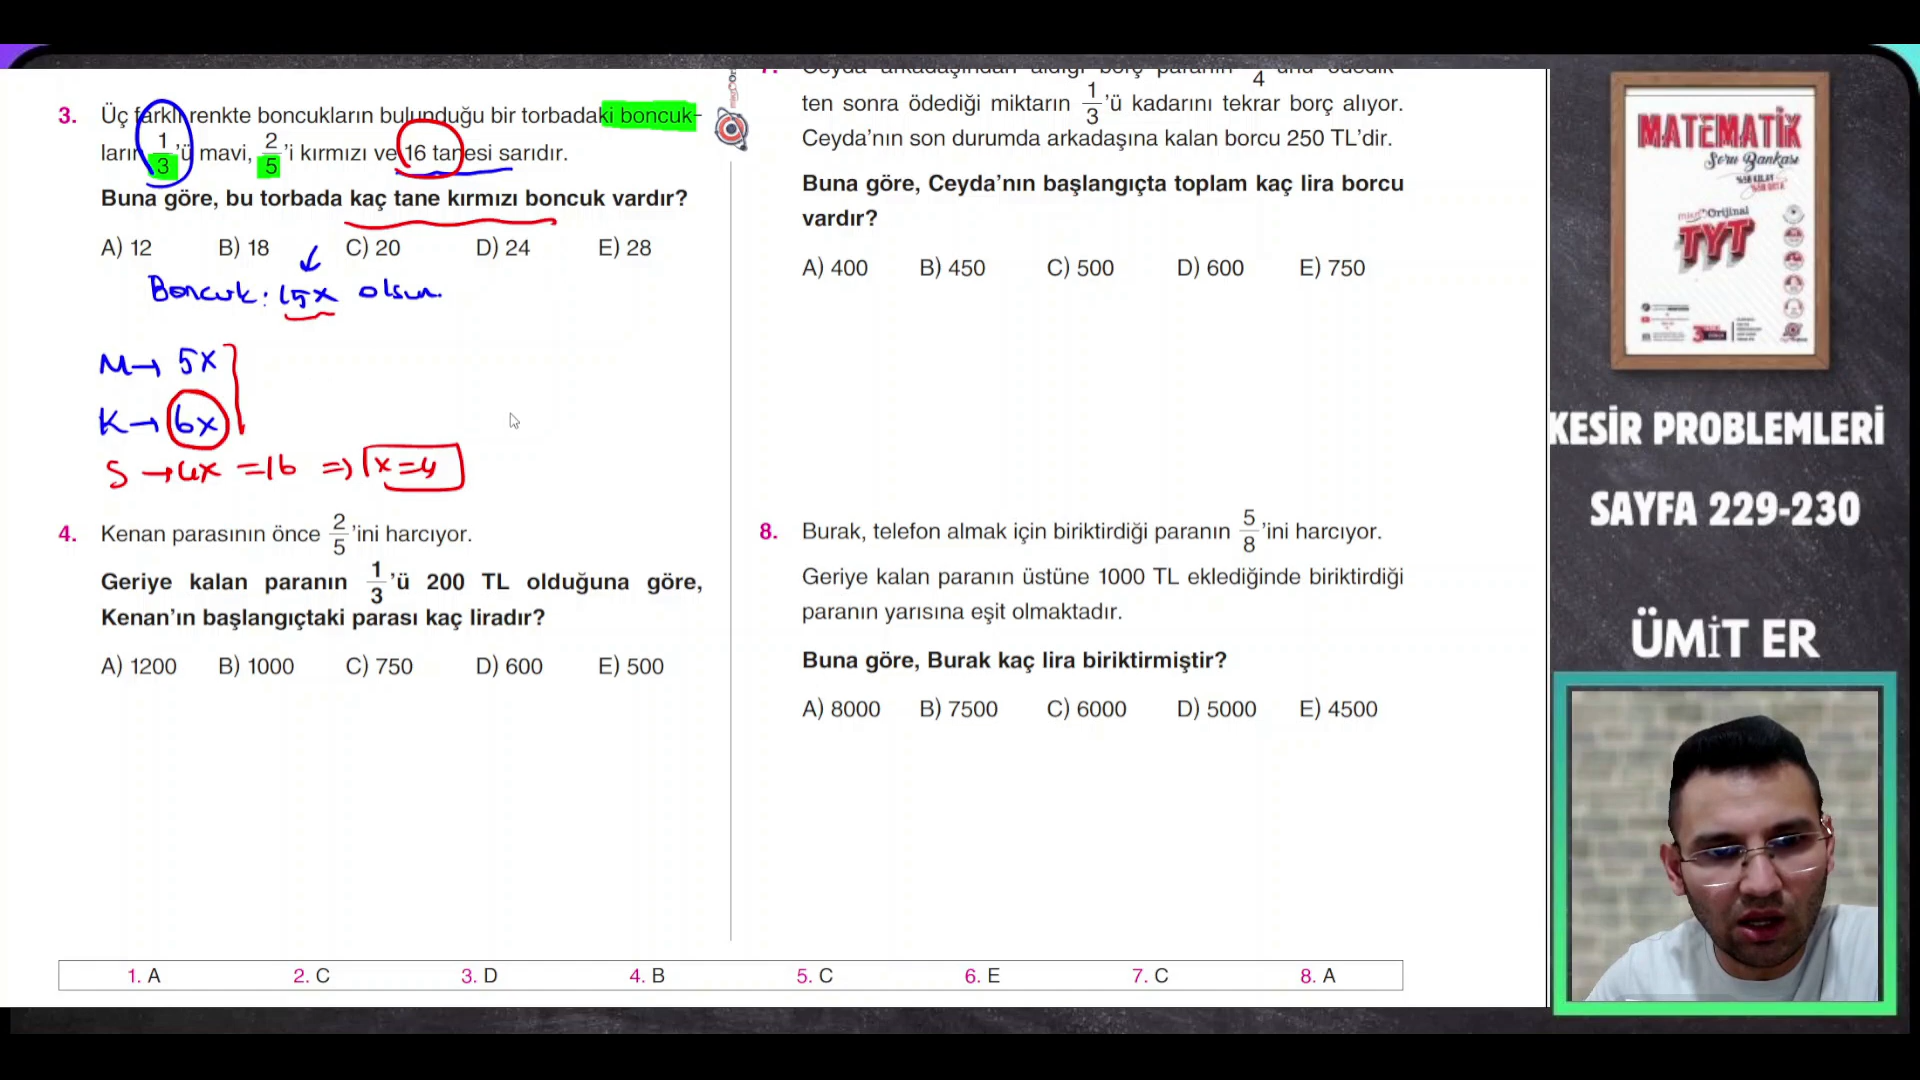 3. Üç farklı renkte boncukların bulunduğu bir torbadaki boncuk-
ların 1/3 'ü mavi, 2/5 'i kırmızı ve 16 tanesi sarıdır.
Buna göre, bu torbada kaç tane kırmızı boncuk vardır?
A) 12 B) 18 C) 20 D) 24 E) 28
Boncuk: 15x olsun.
M → 5x
K → 6x
S → 4x = 16 ⇒ x = 4
4. Kenan parasının önce 2/5 'ini harcıyor.
Geriye kalan paranın 1/3 'ü 200 TL olduğuna göre,
Kenan'ın başlangıçtaki parası kaç liradır?
A) 1200 B) 1000 C) 750 D) 600 E) 500
4
ten sonra ödediği miktarın 1/3 'ü kadarını tekrar borç alıyor.
Ceyda'nın son durumda arkadaşına kalan borcu 250 TL'dir.
Buna göre, Ceyda'nın başlangıçta toplam kaç lira borcu
vardır?
A) 400 B) 450 C) 500 D) 600 E) 750
8. Burak, telefon almak için biriktirdiği paranın 5/8 'ini harcıyor.
Geriye kalan paranın üstüne 1000 TL eklediğinde biriktirdiği
paranın yarısına eşit olmaktadır.
Buna göre, Burak kaç lira biriktirmiştir?
A) 8000 B) 7500 C) 6000 D) 5000 E) 4500
1. A 2. C 3. D 4. B 5. C 6. E 7. C 8. A
MATEMATİK
Soru Bankası
Orijinal
TYT
KESİR PROBLEMLERİ
SAYFA 229-230
ÜMİT ER